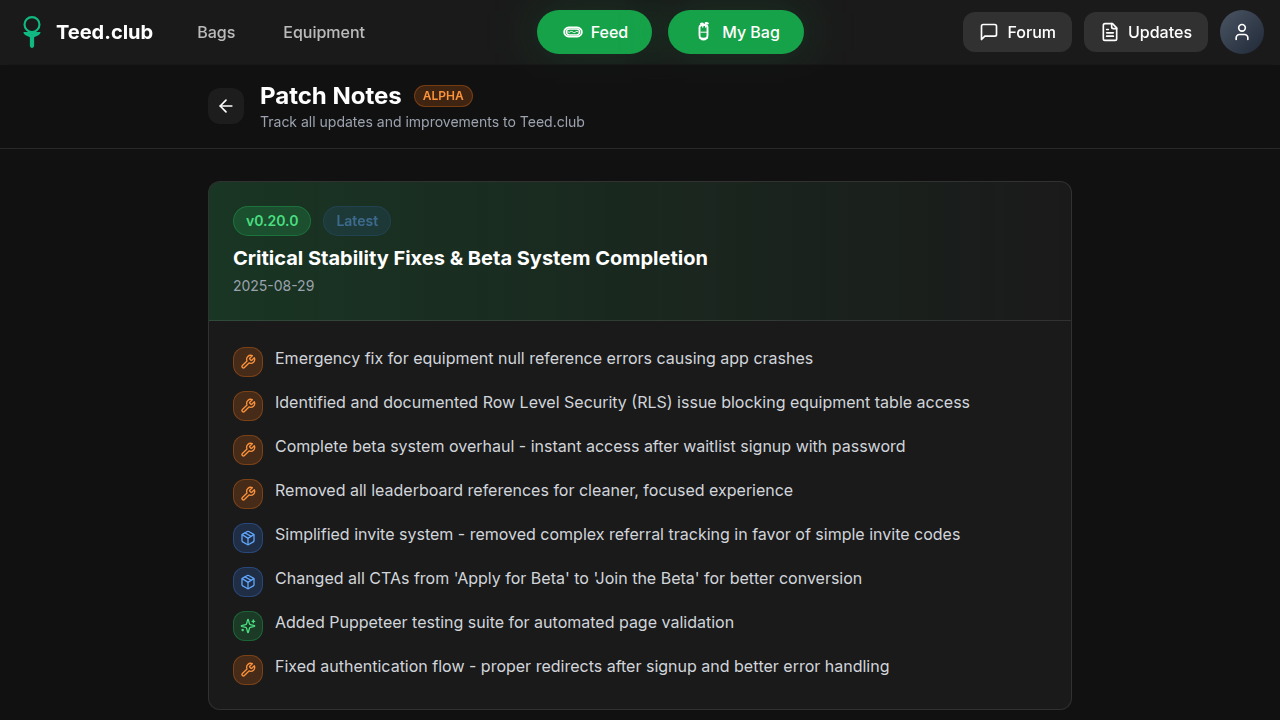 Teed.club
Bags
Equipment
Feed
My Bag
Forum
Updates
Patch Notes
ALPHA
Track all updates and improvements to Teed.club
v0.20.0
Latest
Critical Stability Fixes & Beta System Completion
2025-08-29
Emergency fix for equipment null reference errors causing app crashes
Identified and documented Row Level Security (RLS) issue blocking equipment table access
Complete beta system overhaul - instant access after waitlist signup with password
Removed all leaderboard references for cleaner, focused experience
Simplified invite system - removed complex referral tracking in favor of simple invite codes
Changed all CTAs from 'Apply for Beta' to 'Join the Beta' for better conversion
Added Puppeteer testing suite for automated page validation
Fixed authentication flow - proper redirects after signup and better error handling